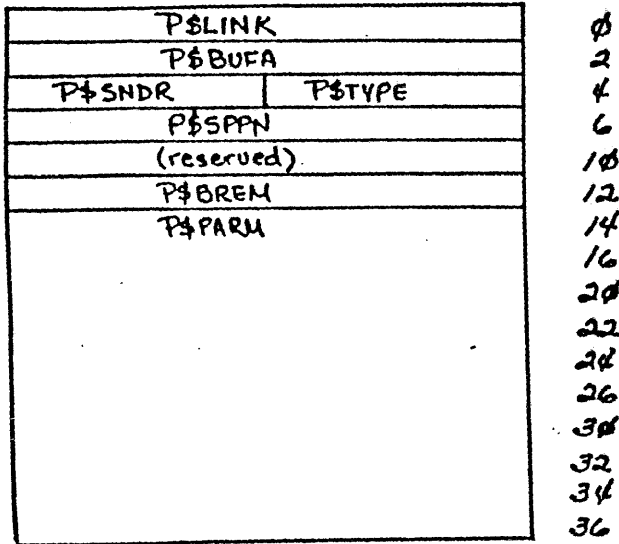 P$LINK 0
P$BUFA 2
P$SNDR P$TYPE 4
P$SPPN 6
(reserved) 10
P$BREM 12
P$PARM 14
16
20
22
24
26
30
32
34
36